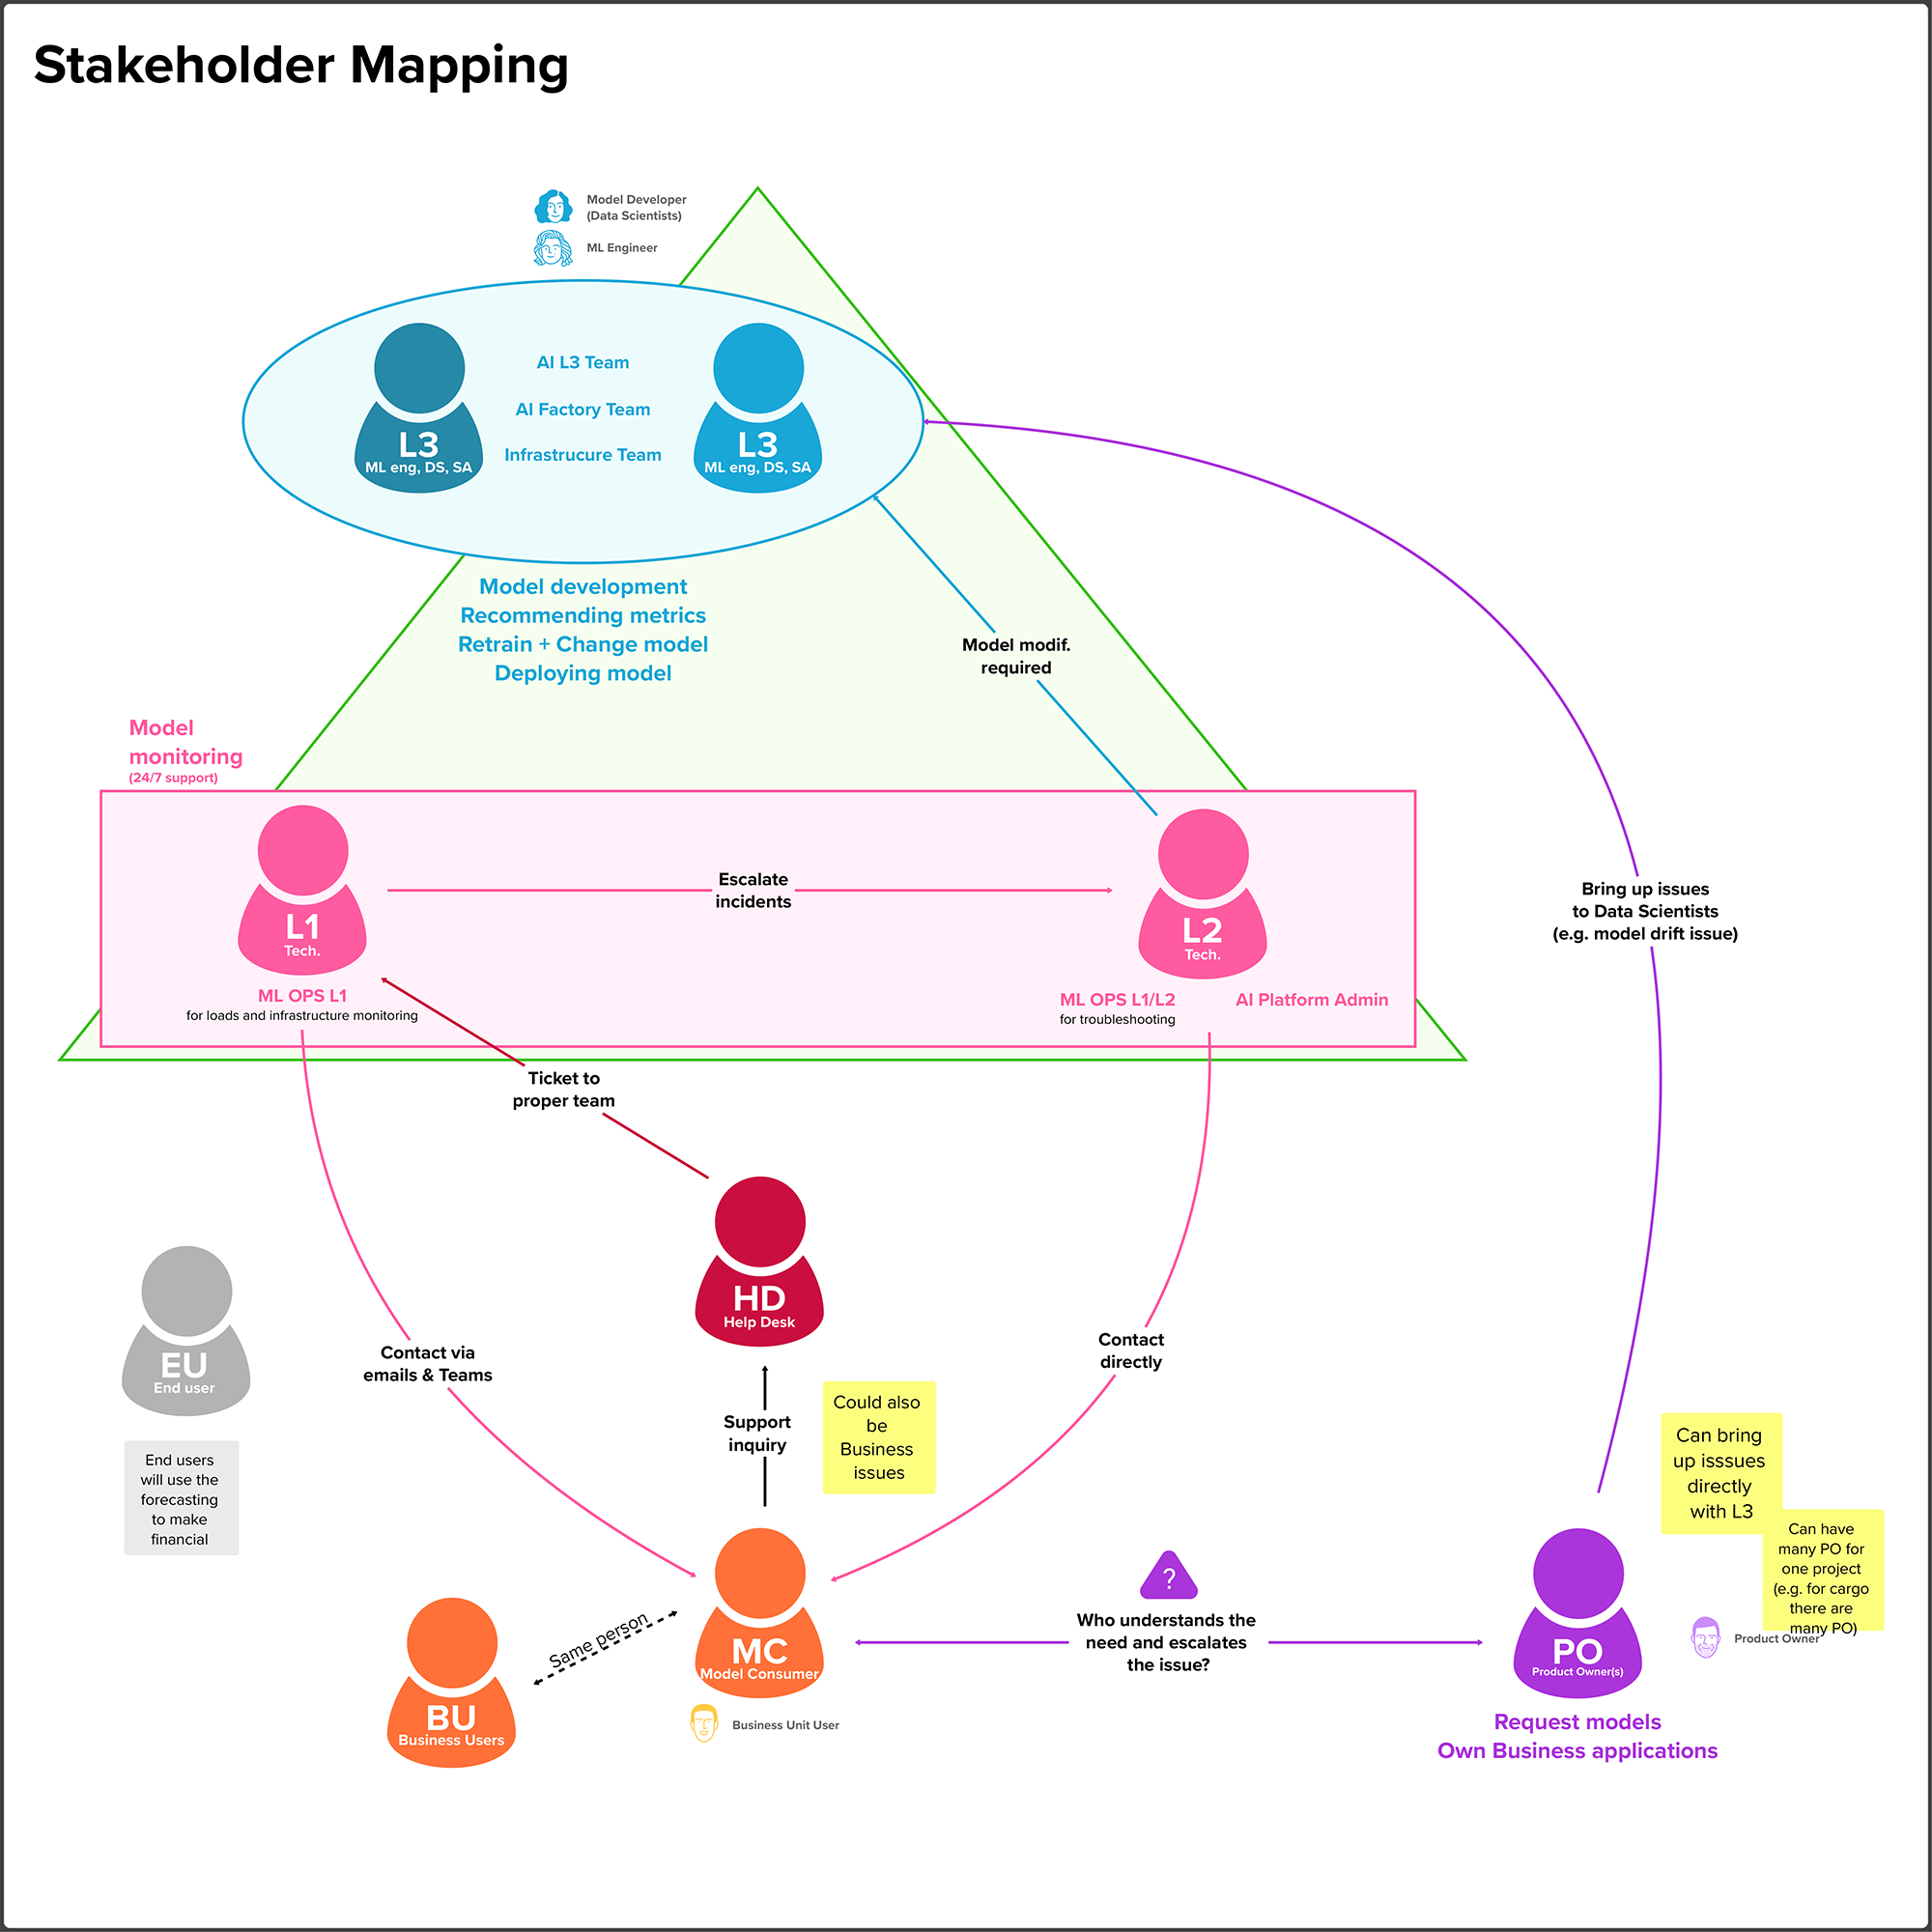 Stakeholder Mapping
Model Developer
(Data Scientists)
ML Engineer
L3
ML eng, DS, SA
AI L3 Team
AI Factory Team
Infrastrucure Team
L3
ML eng, DS, SA
Model development
Recommending metrics
Retrain + Change model
Deploying model
Model modif.
required
Model
monitoring
(24/7 support)
L1
Tech.
ML OPS L1
for loads and infrastructure monitoring
Escalate
incidents
L2
Tech.
ML OPS L1/L2
for troubleshooting
AI Platform Admin
Bring up issues
to Data Scientists
(e.g. model drift issue)
Ticket to
proper team
HD
Help Desk
EU
End user
End users
will use the
forecasting
to make
financial
Contact via
emails & Teams
Support
inquiry
Could also
be
Business
issues
Contact
directly
Can bring
up isssues
directly
with L3
Can have
many PO for
one project
(e.g. for cargo
there are
many PO)
Same person
BU
Business Users
MC
Model Consumer
Business Unit User
?
Who understands the
need and escalates
the issue?
PO
Product Owner(s)
Product Owner
Request models
Own Business applications